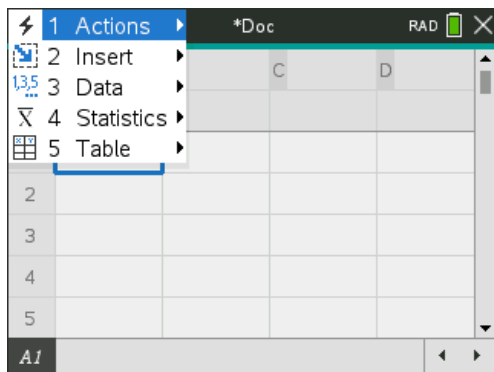 1 Actions *Doc RAD
2 Insert
1,3,5 3 Data C D
X 4 Statistics
x y 5 Table
2
3
4
5
A1